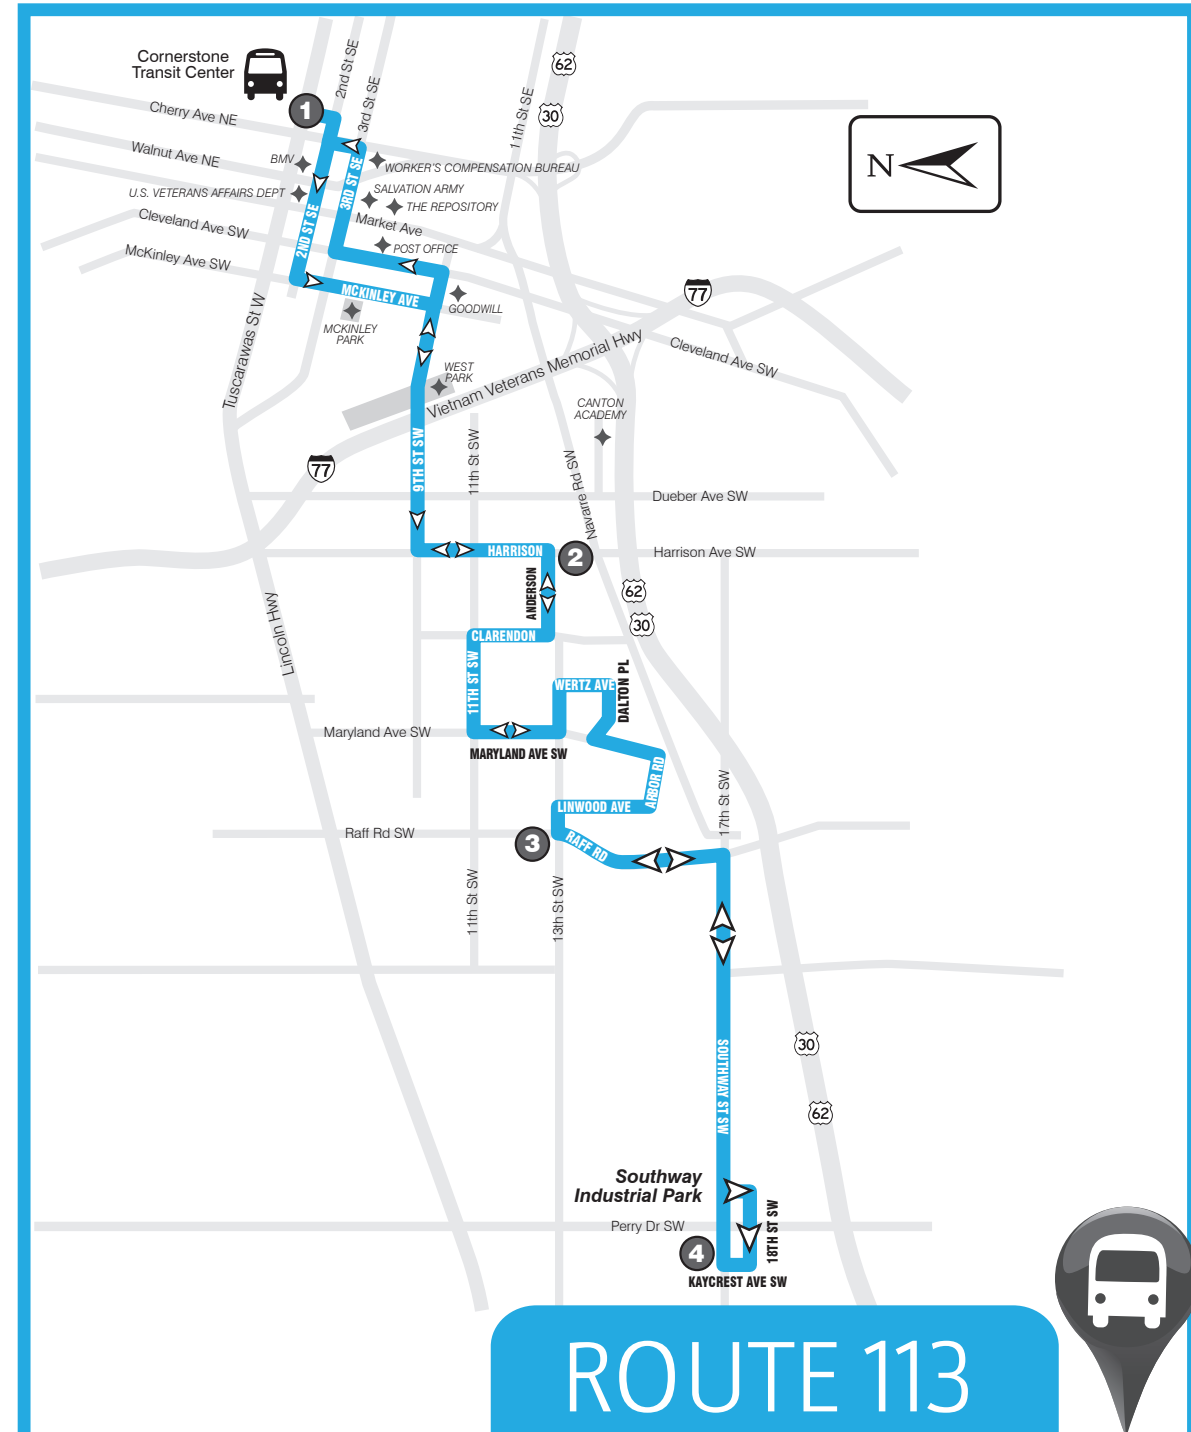 Cornerstone
Transit Center
1
2nd St SE
3rd St SE
11th St SE
62
30
N
Cherry Ave NE
Walnut Ave NE
BMV
WORKER'S COMPENSATION BUREAU
U.S. VETERANS AFFAIRS DEPT
3RD ST SE
SALVATION ARMY
THE REPOSITORY
Cleveland Ave SW
2ND ST SE
Market Ave
POST OFFICE
McKinley Ave SW
MCKINLEY AVE
GOODWILL
77
MCKINLEY
PARK
Tuscarawas St W
WEST
PARK
Vietnam Veterans Memorial Hwy
Cleveland Ave SW
CANTON
ACADEMY
77
9TH ST SW
11th St SW
Navarre Rd SW
Dueber Ave SW
HARRISON
2
Harrison Ave SW
ANDERSON
62
30
Lincoln Hwy
CLARENDON
11TH ST SW
WERTZ AVE
DALTON PL
Maryland Ave SW
MARYLAND AVE SW
ARBOR RD
17th St SW
LINWOOD AVE
Raff Rd SW
3
RAFF RD
11th St SW
13th St SW
SOUTHWAY ST SW
30
62
Southway
Industrial Park
Perry Dr SW
18TH ST SW
4
KAYCREST AVE SW
ROUTE 113